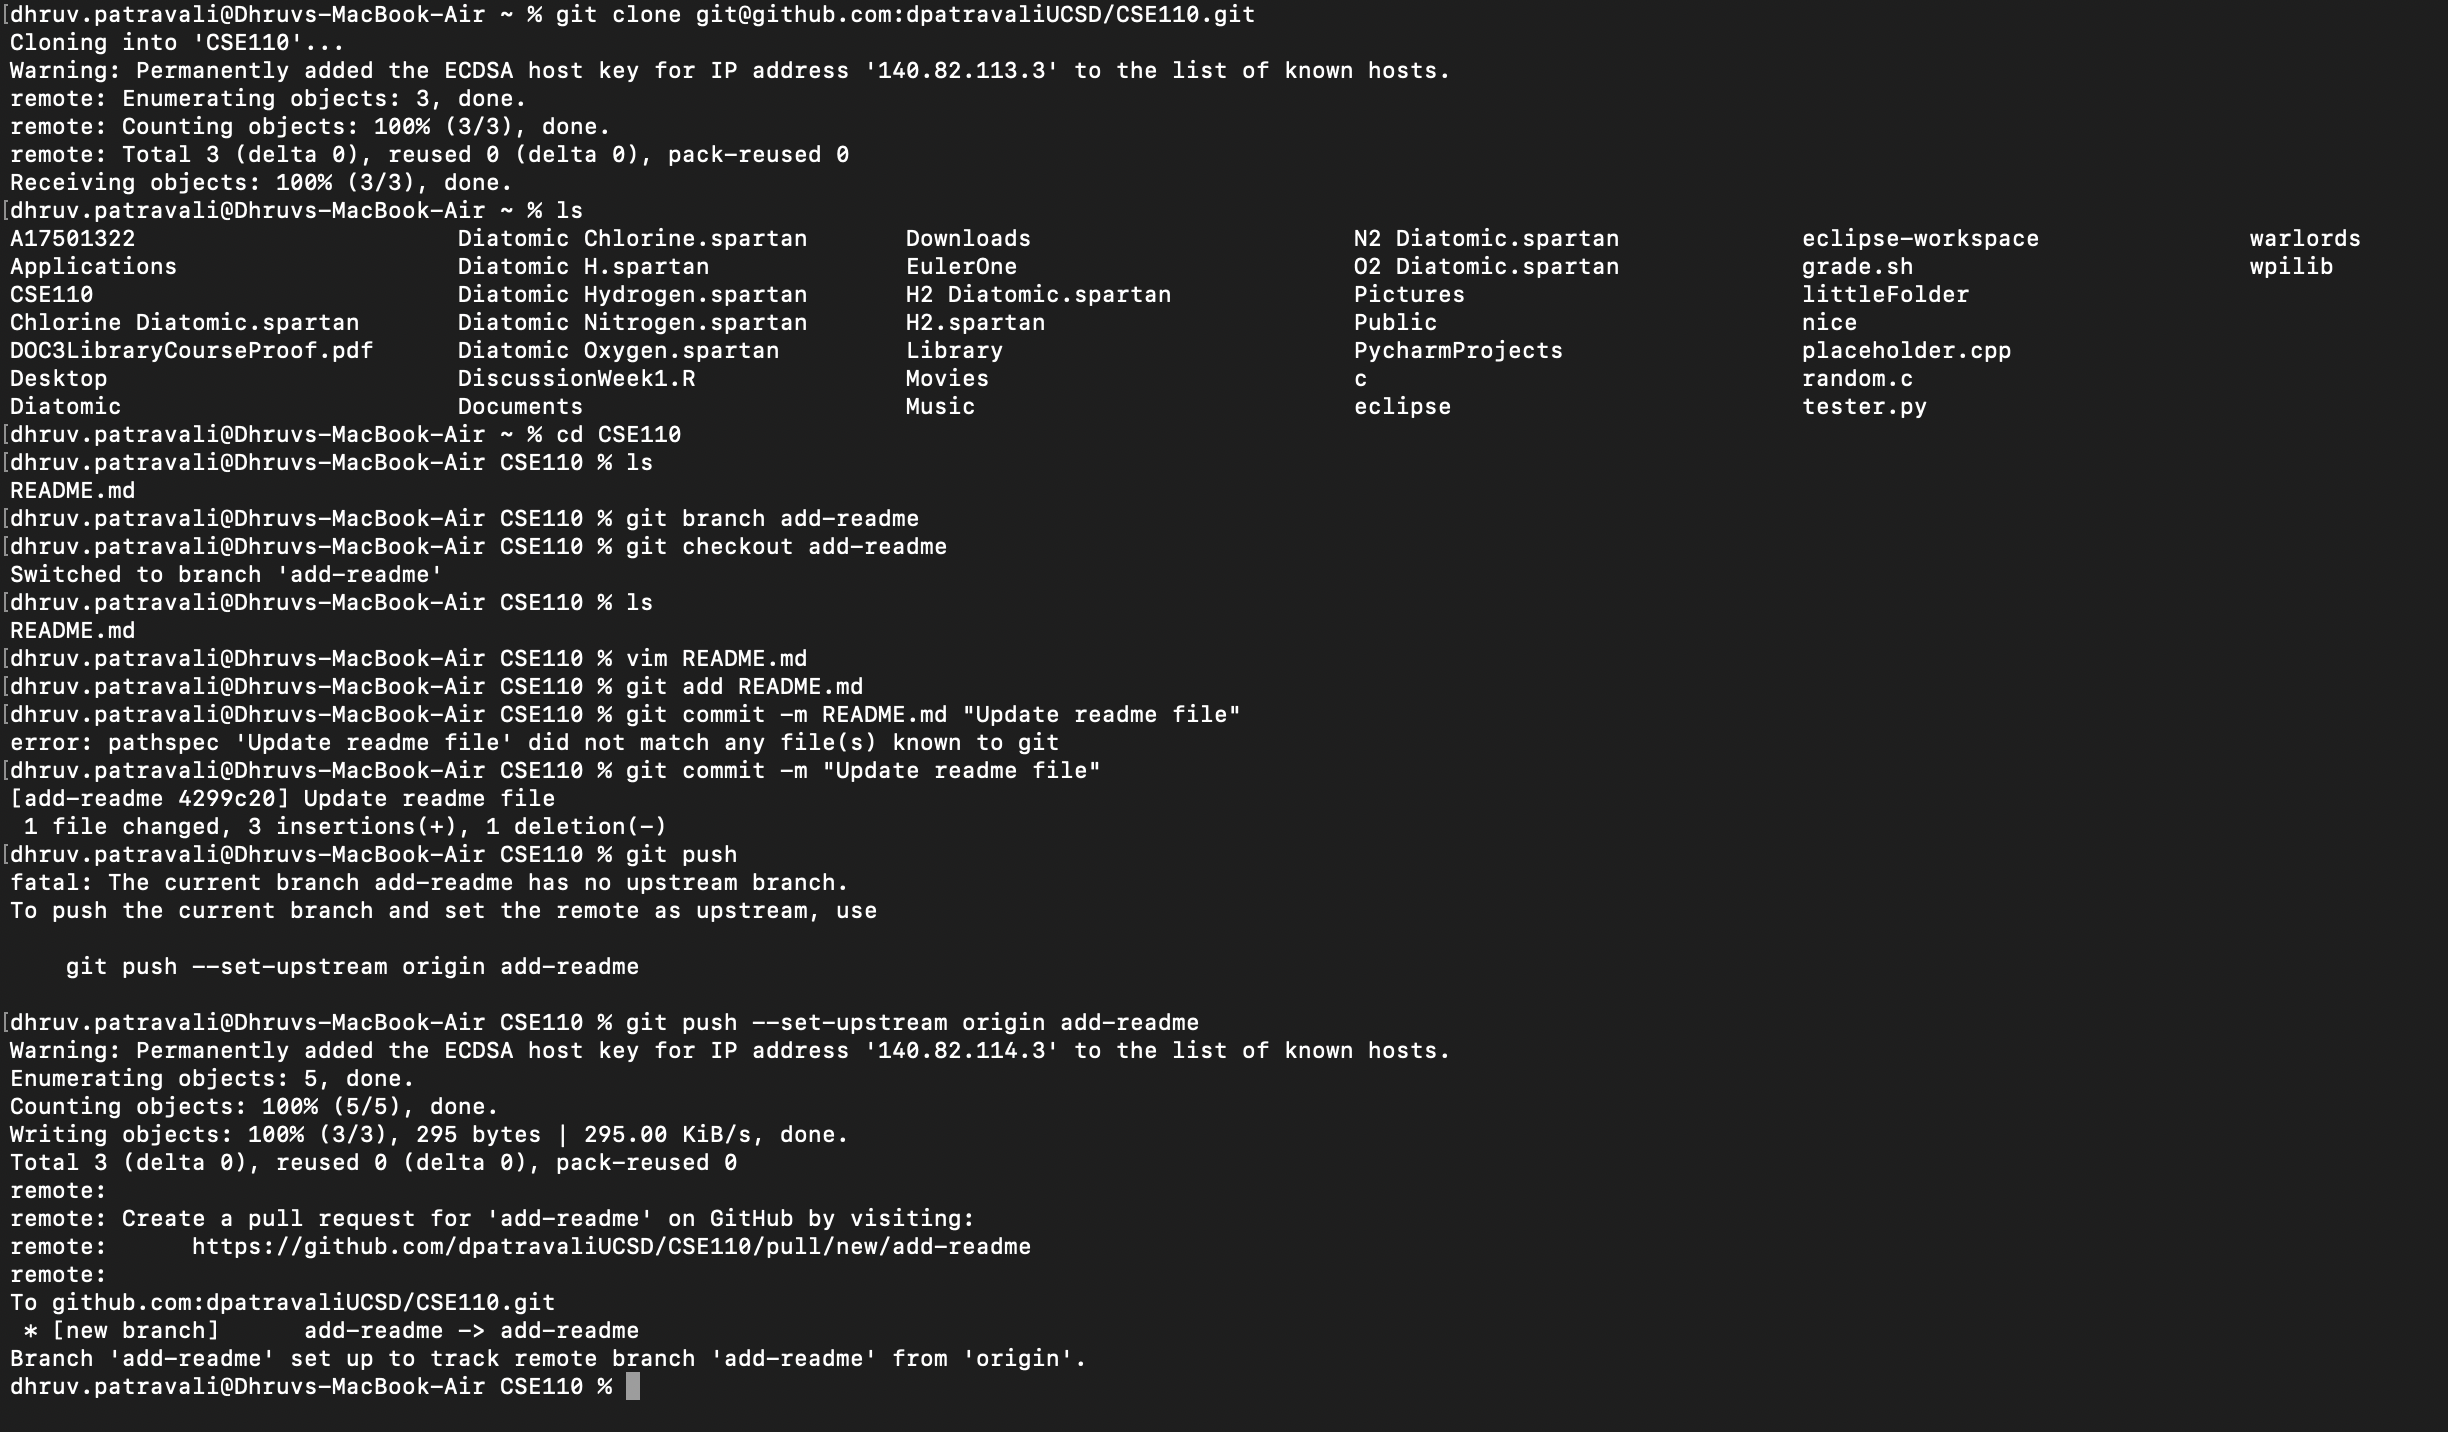 [dhruv.patravali@Dhruvs-MacBook-Air ~ % git clone git@github.com:dpatravaliUCSD/CSE110.git
Cloning into 'CSE110'...
Warning: Permanently added the ECDSA host key for IP address '140.82.113.3' to the list of known hosts.
remote: Enumerating objects: 3, done.
remote: Counting objects: 100% (3/3), done.
remote: Total 3 (delta 0), reused 0 (delta 0), pack-reused 0
Receiving objects: 100% (3/3), done.
[dhruv.patravali@Dhruvs-MacBook-Air ~ % ls
A17501322 Diatomic Chlorine.spartan Downloads N2 Diatomic.spartan eclipse-workspace warlords
Applications Diatomic H.spartan EulerOne O2 Diatomic.spartan grade.sh wpilib
CSE110 Diatomic Hydrogen.spartan H2 Diatomic.spartan Pictures littleFolder
Chlorine Diatomic.spartan Diatomic Nitrogen.spartan H2.spartan Public nice
DOC3LibraryCourseProof.pdf Diatomic Oxygen.spartan Library PycharmProjects placeholder.cpp
Desktop DiscussionWeek1.R Movies c random.c
Diatomic Documents Music eclipse tester.py
[dhruv.patravali@Dhruvs-MacBook-Air ~ % cd CSE110
[dhruv.patravali@Dhruvs-MacBook-Air CSE110 % ls
README.md
[dhruv.patravali@Dhruvs-MacBook-Air CSE110 % git branch add-readme
[dhruv.patravali@Dhruvs-MacBook-Air CSE110 % git checkout add-readme
Switched to branch 'add-readme'
[dhruv.patravali@Dhruvs-MacBook-Air CSE110 % ls
README.md
[dhruv.patravali@Dhruvs-MacBook-Air CSE110 % vim README.md
[dhruv.patravali@Dhruvs-MacBook-Air CSE110 % git add README.md
[dhruv.patravali@Dhruvs-MacBook-Air CSE110 % git commit -m README.md "Update readme file"
error: pathspec 'Update readme file' did not match any file(s) known to git
[dhruv.patravali@Dhruvs-MacBook-Air CSE110 % git commit -m "Update readme file"
[add-readme 4299c20] Update readme file
 1 file changed, 3 insertions(+), 1 deletion(-)
[dhruv.patravali@Dhruvs-MacBook-Air CSE110 % git push
fatal: The current branch add-readme has no upstream branch.
To push the current branch and set the remote as upstream, use
    git push --set-upstream origin add-readme
[dhruv.patravali@Dhruvs-MacBook-Air CSE110 % git push --set-upstream origin add-readme
Warning: Permanently added the ECDSA host key for IP address '140.82.114.3' to the list of known hosts.
Enumerating objects: 5, done.
Counting objects: 100% (5/5), done.
Writing objects: 100% (3/3), 295 bytes | 295.00 KiB/s, done.
Total 3 (delta 0), reused 0 (delta 0), pack-reused 0
remote:
remote: Create a pull request for 'add-readme' on GitHub by visiting:
remote:      https://github.com/dpatravaliUCSD/CSE110/pull/new/add-readme
remote:
To github.com:dpatravaliUCSD/CSE110.git
 * [new branch]      add-readme -> add-readme
Branch 'add-readme' set up to track remote branch 'add-readme' from 'origin'.
dhruv.patravali@Dhruvs-MacBook-Air CSE110 %